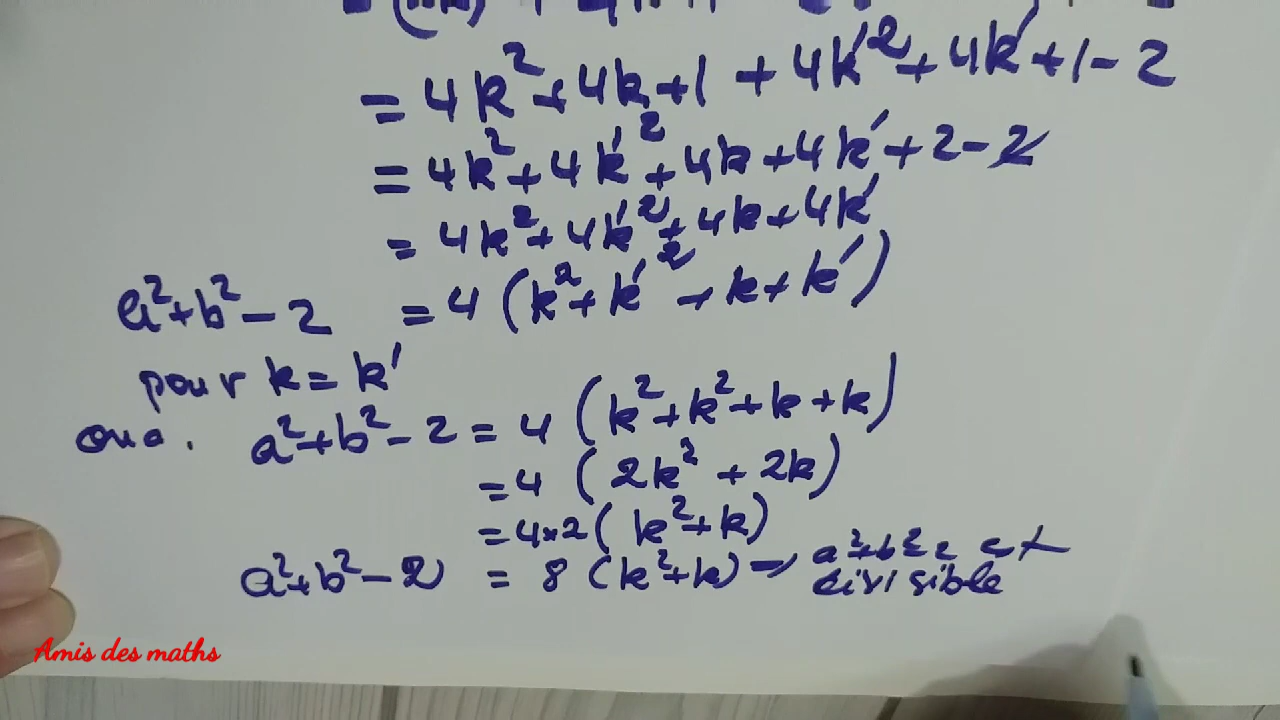 = 4k² + 4k + 1 + 4k'² + 4k' + 1 - 2
= 4k² + 4k'² + 4k + 4k' + 2 - 2
= 4k² + 4k'² + 4k + 4k'
a² + b² - 2 = 4 (k² + k'² + k + k')
pour k = k'
on a . a² + b² - 2 = 4 (k² + k² + k + k)
= 4 (2k² + 2k)
= 4×2 (k² + k)
a² + b² - 2 = 8 (k² + k) ⇒ a² + b² - 2 et
divisible
Amis des maths